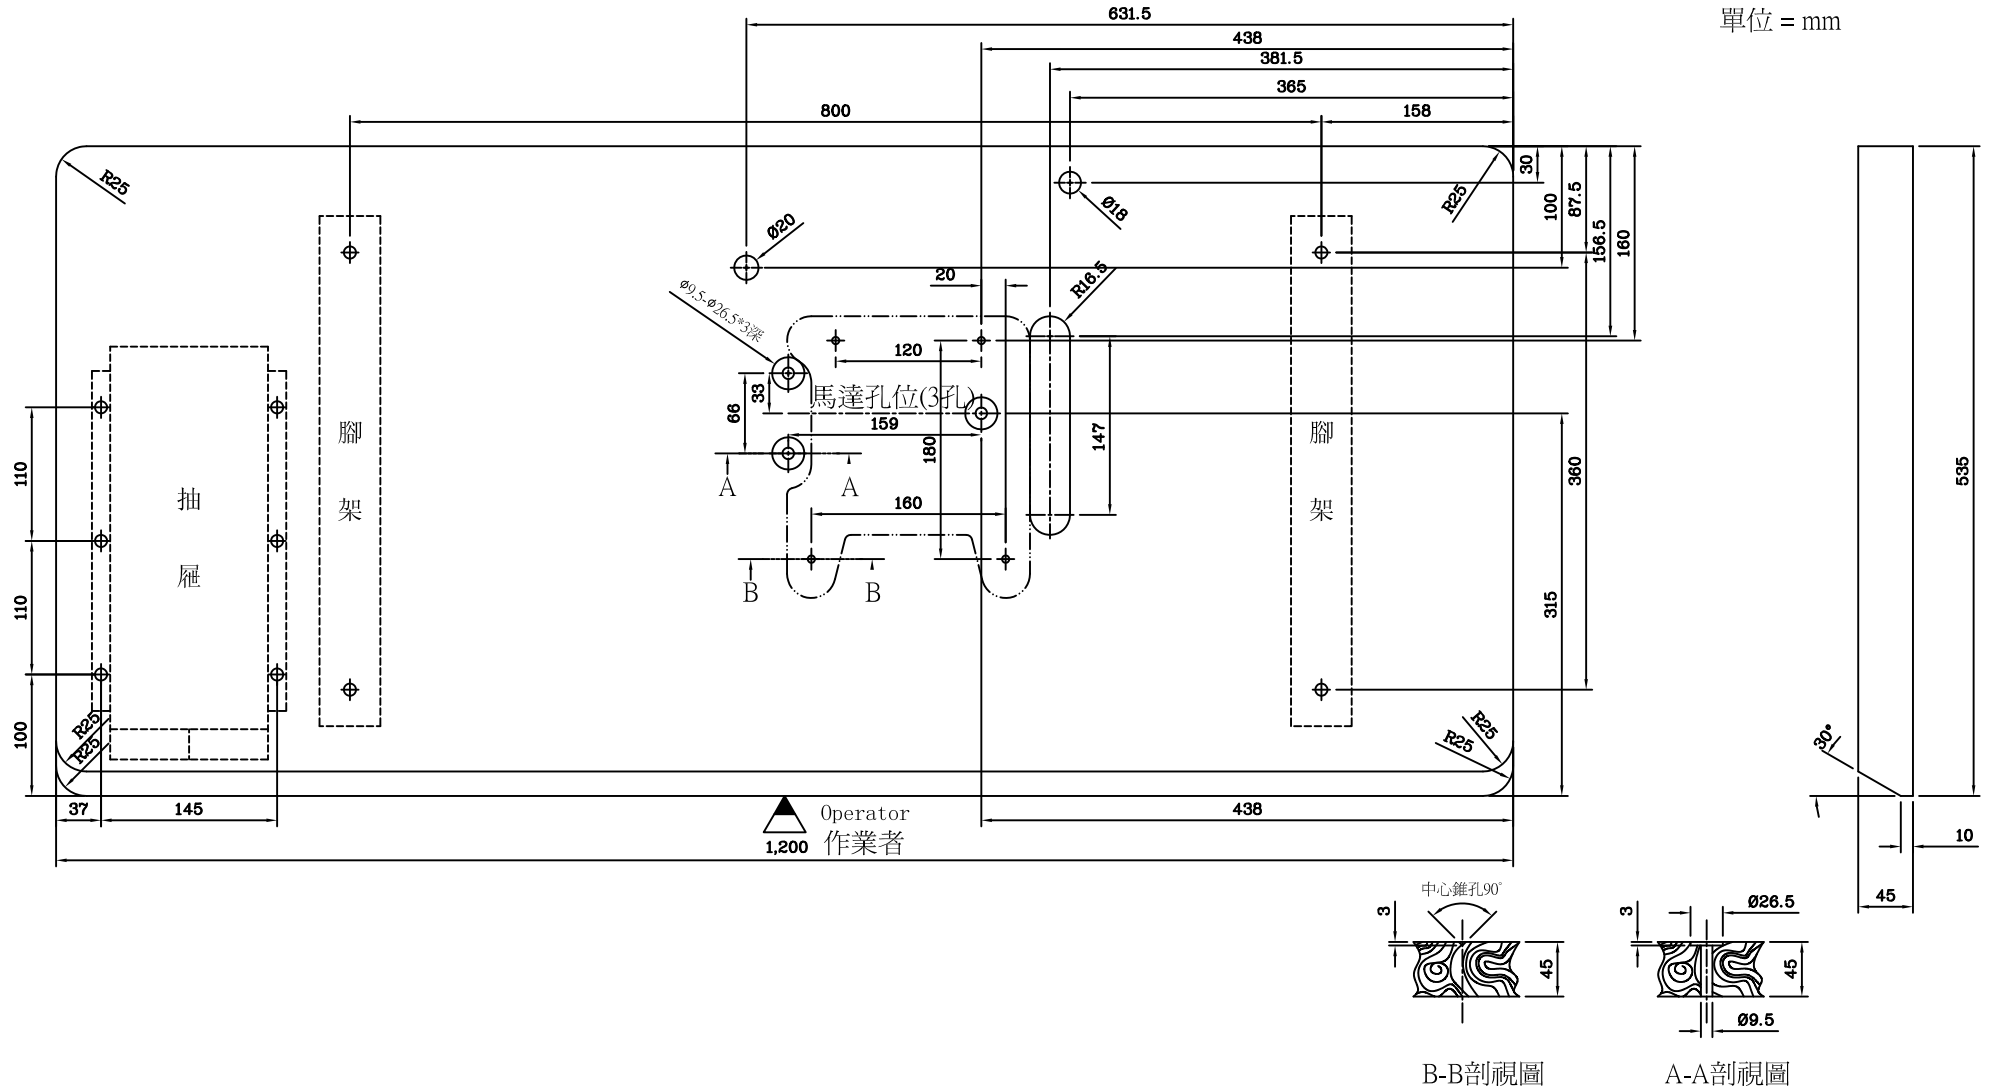 631.5
單位 = mm
438
381.5
365
800
158
R25
R25
30
Ø18
100
87.5
Ø20
156.5
160
20
R16.5
ø9.5-ø26.5*3深
120
33
馬達孔位(3孔)
66
159
180
147
腳架
腳架
110
360
535
抽屜
A
A
160
B
B
110
315
100
R25
R25
R25
R25
30°
37
145
Operator
438
作業者
1,200
10
中心錐孔90°
45
3
3
Ø26.5
45
45
Ø9.5
B-B剖視圖
A-A剖視圖